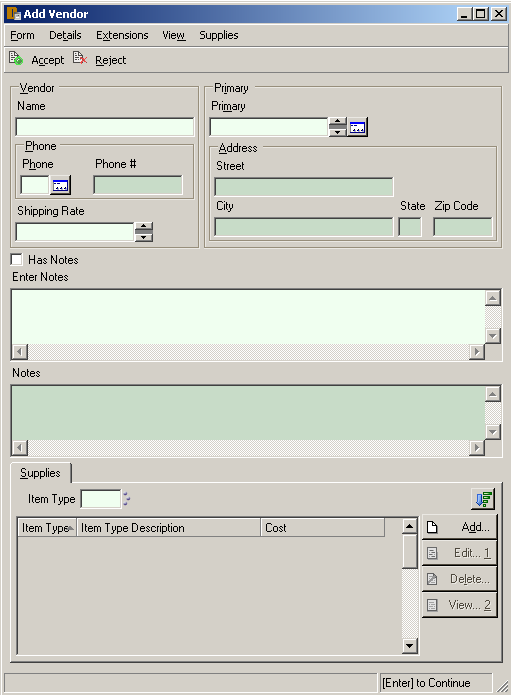 Add Vendor
Form Details Extensions View Supplies
Accept Reject
Vendor
Name
Phone
Phone Phone #
Shipping Rate
Primary
Primary
Address
Street
City State Zip Code
Has Notes
Enter Notes
Notes
Supplies
Item Type
Item Type Item Type Description Cost
Add...
Edit... 1
Delete...
View... 2
[Enter] to Continue